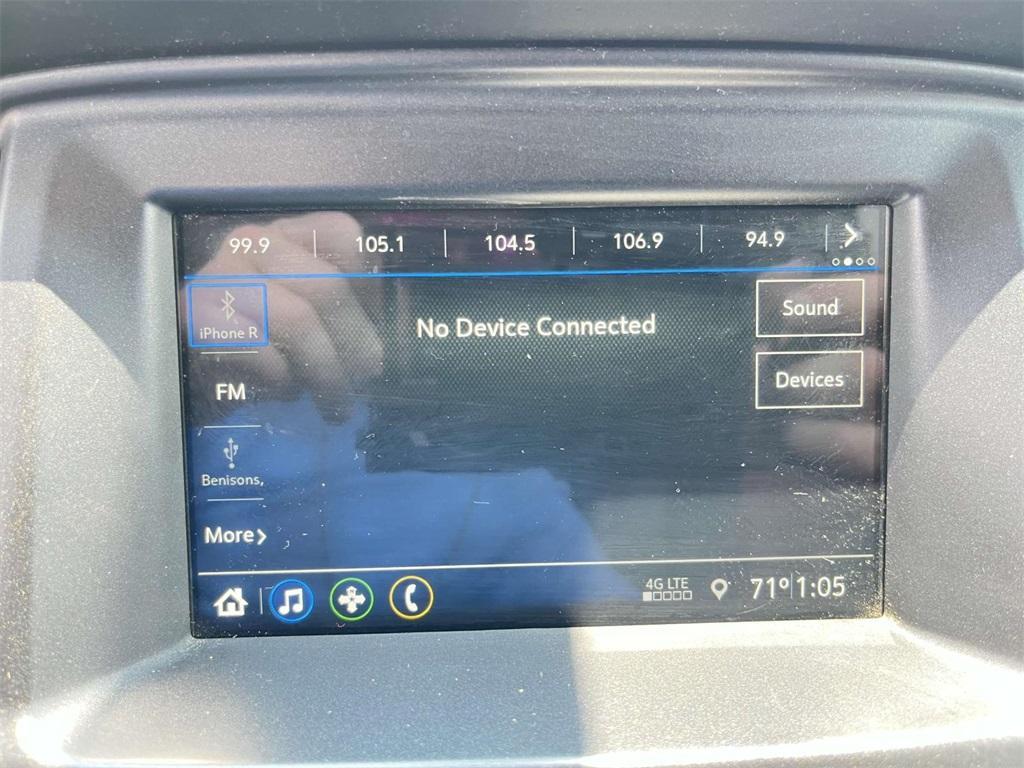 99.9 105.1 104.5 106.9 94.9
iPhone R
No Device Connected
Sound
FM
Devices
Benisons,
More
4G LTE
71° 1:05